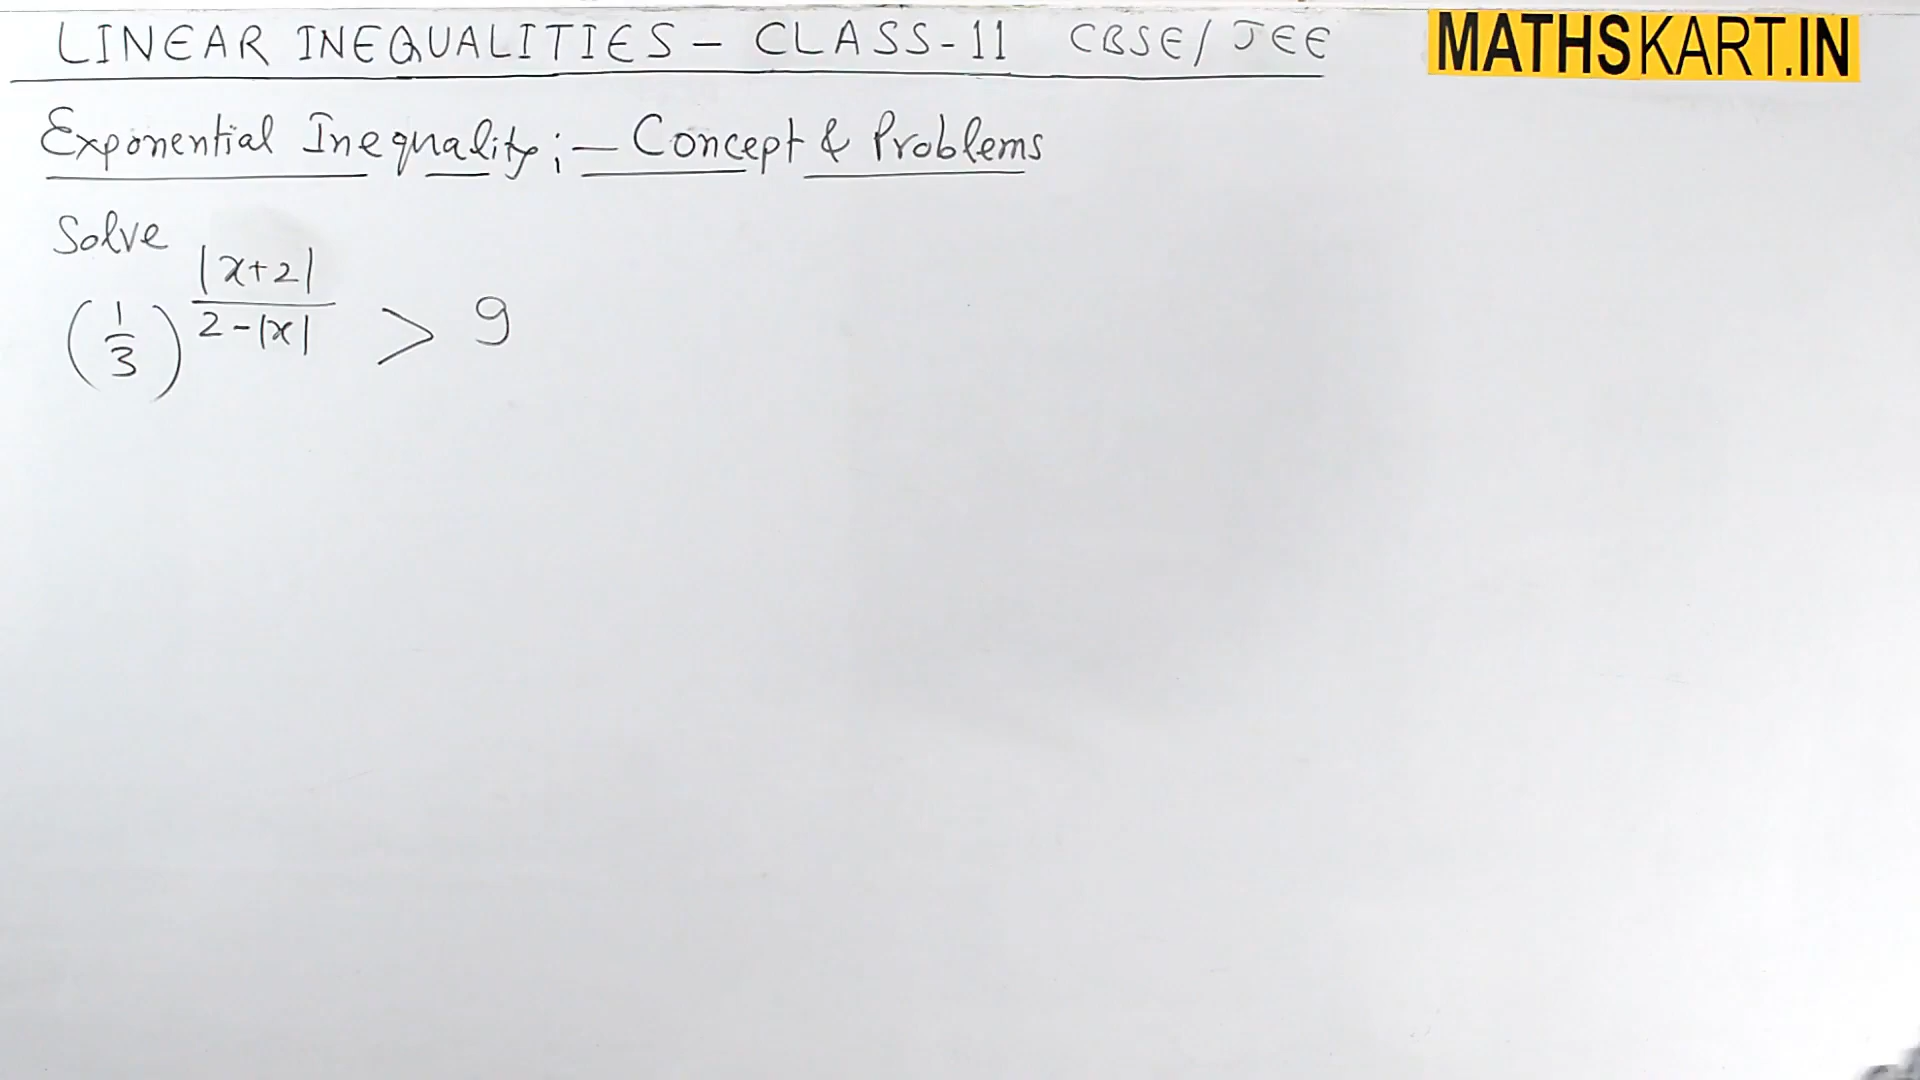 LINEAR INEQUALITIES - CLASS-11 CBSE/JEE MATHSKART.IN
Exponential Inequality;- Concept & Problems
Solve
(1/3)^(|x+2|/(2-|x|)) > 9